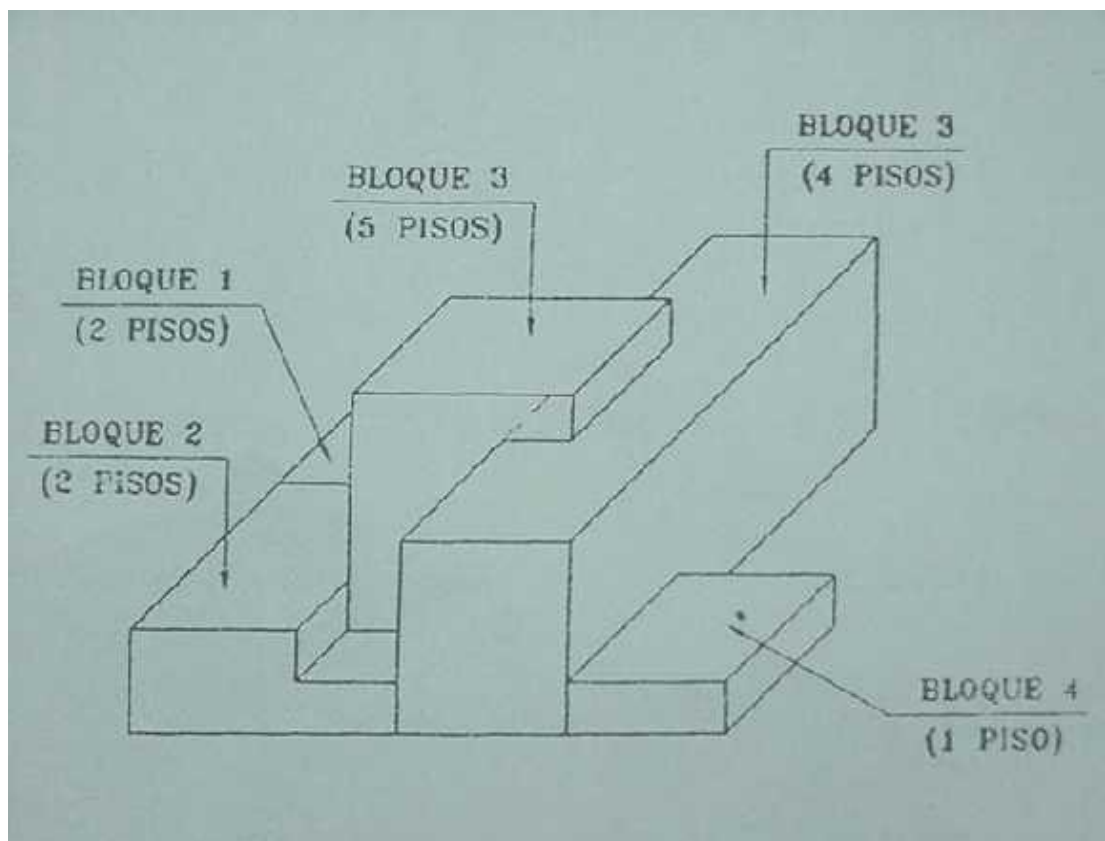 BLOQUE 3
(4 PISOS)
BLOQUE 3
(5 PISOS)
BLOQUE 1
(2 PISOS)
BLOQUE 2
(2 PISOS)
BLOQUE 4
(1 PISO)